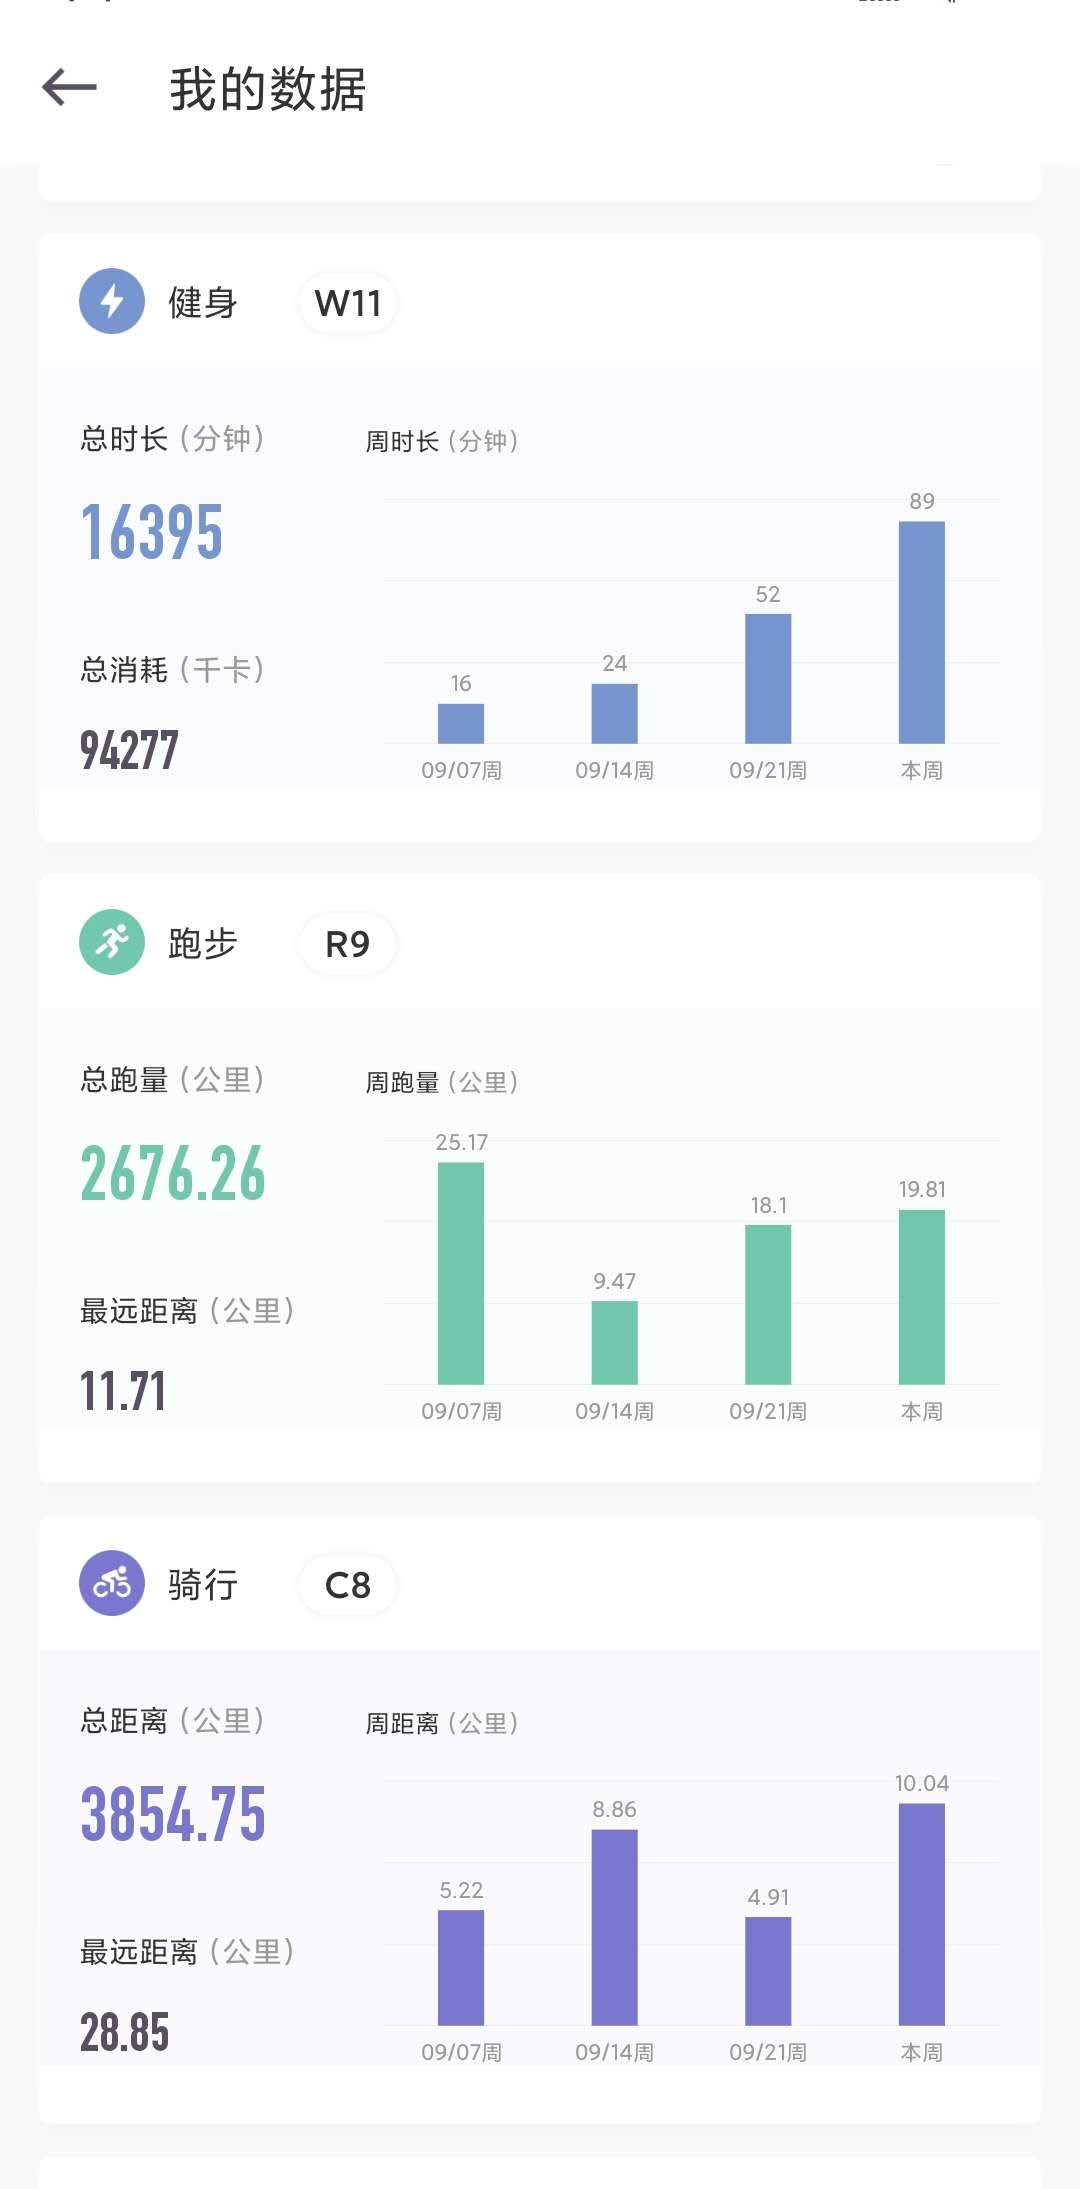 我的数据
健身 W11
总时长（分钟） 周时长（分钟）
16395
89
52
24
16
总消耗（千卡）
94277
09/07周 09/14周 09/21周 本周
跑步 R9
总跑量（公里） 周跑量（公里）
2676.26
25.17
19.81
18.1
9.47
最远距离（公里）
11.71
09/07周 09/14周 09/21周 本周
骑行 C8
总距离（公里） 周距离（公里）
3854.75
10.04
8.86
5.22
4.91
最远距离（公里）
28.85
09/07周 09/14周 09/21周 本周